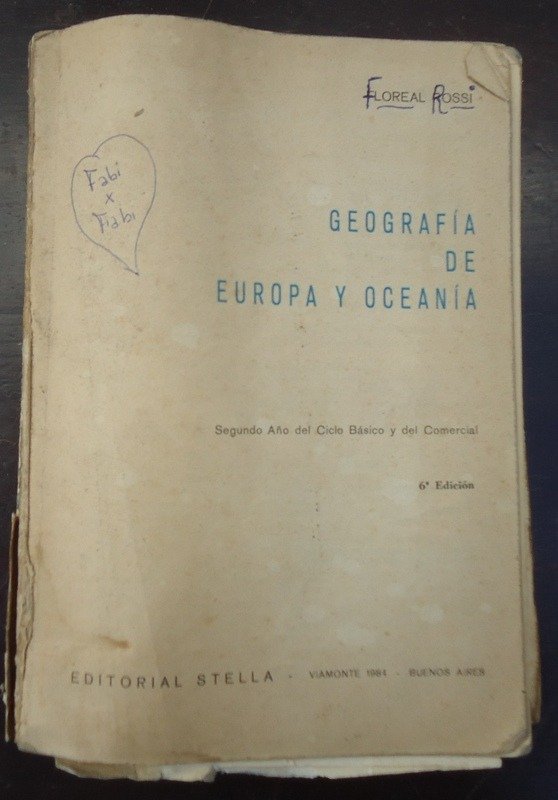 FLOREAL ROSSI
Fabi
x
Fabi
GEOGRAFÍA
DE
EUROPA Y OCEANÍA
Segundo Año del Ciclo Básico y del Comercial
6ª Edición
EDITORIAL STELLA - VIAMONTE 1984 - BUENOS AIRES